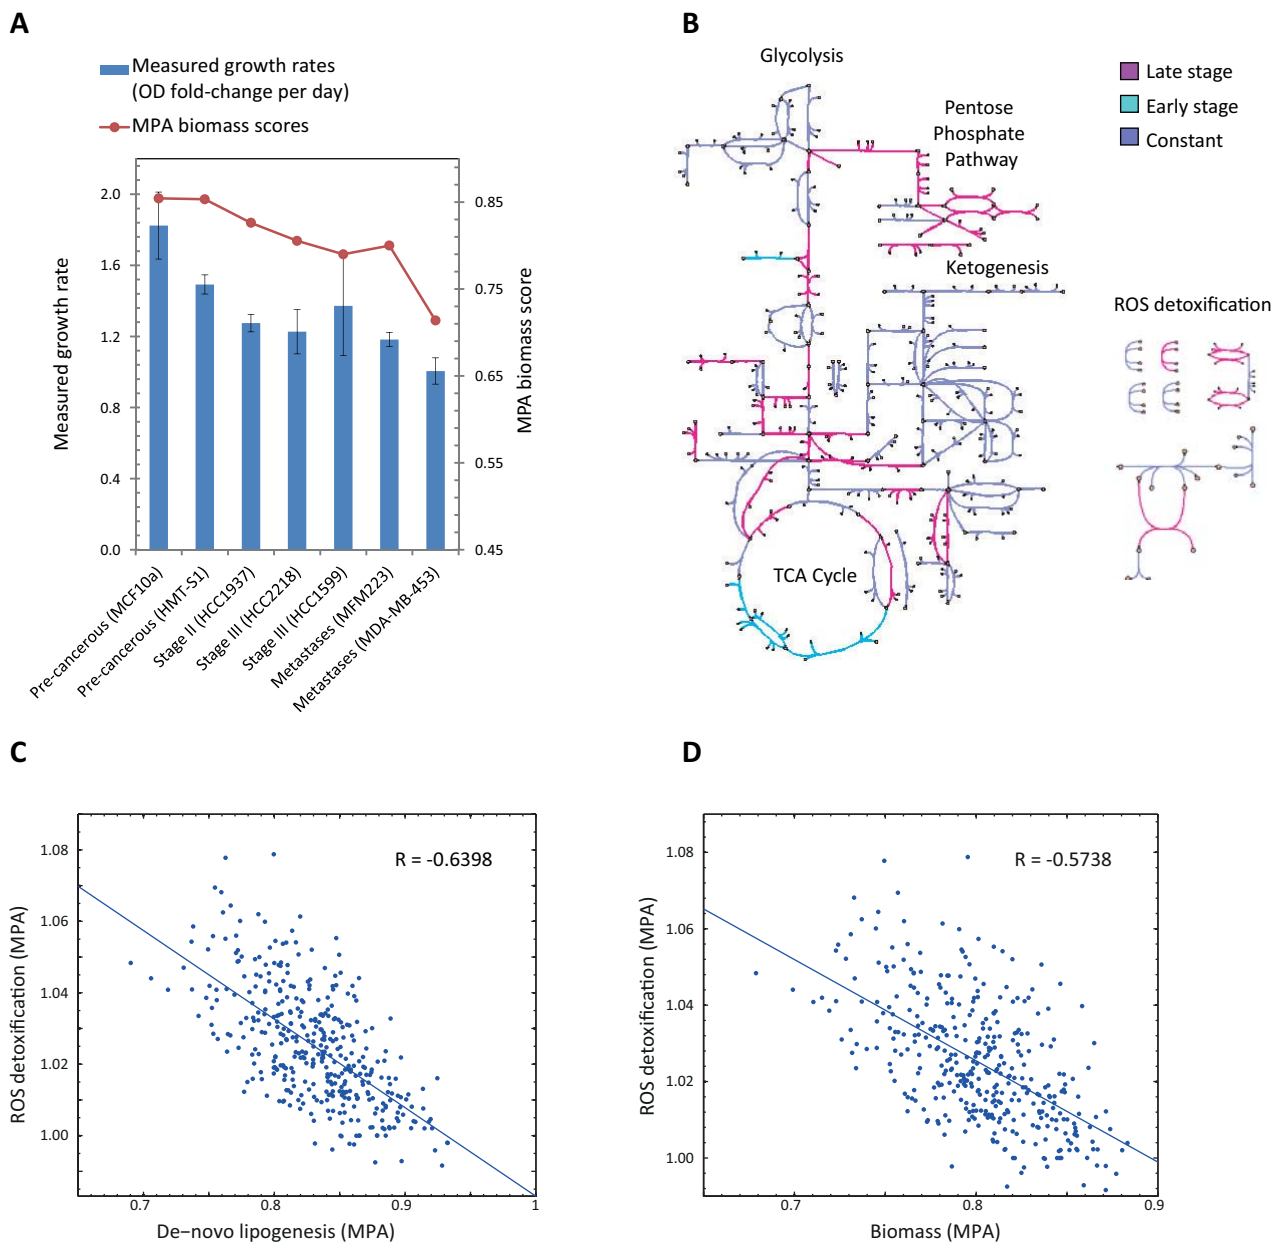 A
Measured growth rates
(OD fold-change per day)
MPA biomass scores
Measured growth rate
2.0
1.6
1.2
0.8
0.4
0.0
0.85
0.75
0.65
0.55
0.45
MPA biomass score
Pre-cancerous (MCF10a)
Pre-cancerous (HMT-S1)
Stage II (HCC1937)
Stage III (HCC2218)
Stage III (HCC1599)
Metastases (MFM223)
Metastases (MDA-MB-453)
B
Glycolysis
Pentose
Phosphate
Pathway
Late stage
Early stage
Constant
Ketogenesis
ROS detoxification
TCA Cycle
C
ROS detoxification (MPA)
1.08
1.06
1.04
1.02
1.00
R = -0.6398
0.7
0.8
0.9
1
De−novo lipogenesis (MPA)
D
ROS detoxification (MPA)
1.08
1.06
1.04
1.02
1.00
R = -0.5738
0.7
0.8
0.9
Biomass (MPA)